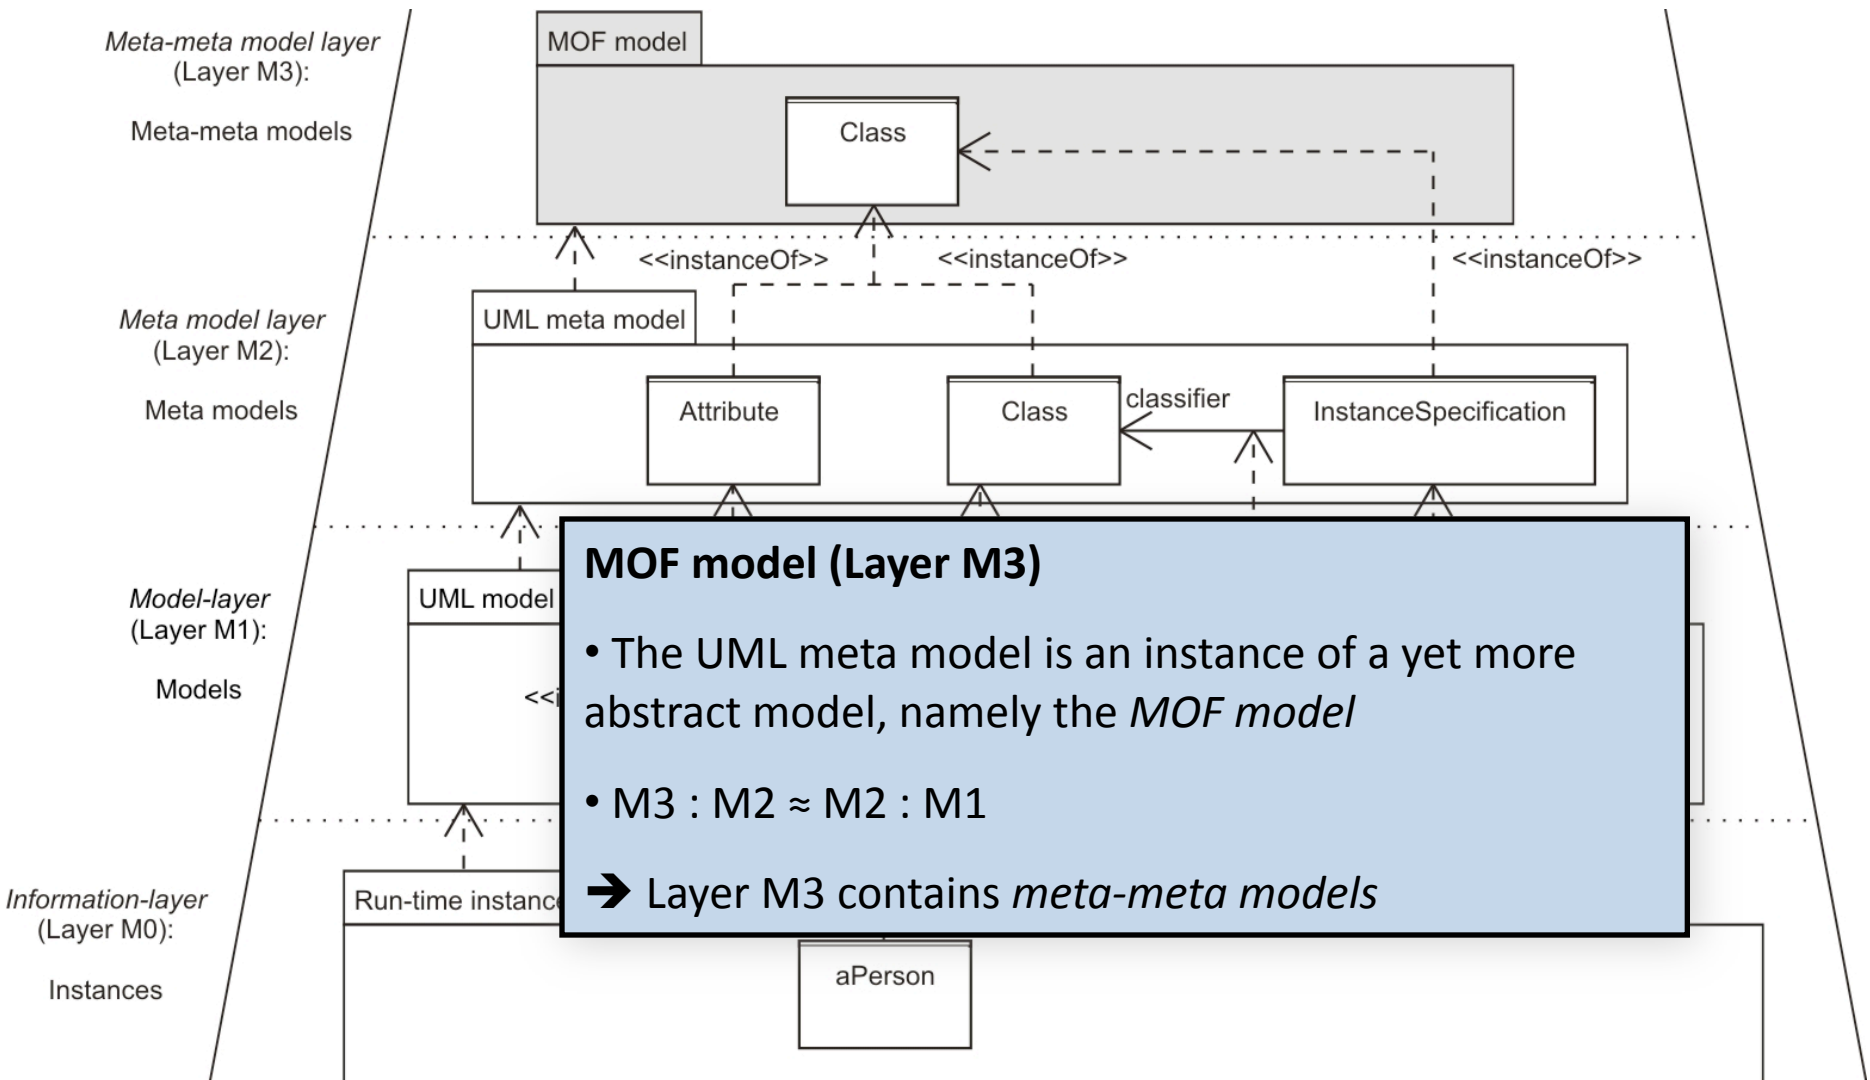 Meta-meta model layer
(Layer M3):
Meta-meta models
MOF model
Class
<<instanceOf>>
<<instanceOf>>
<<instanceOf>>
Meta model layer
(Layer M2):
Meta models
UML meta model
Attribute
Class
classifier
InstanceSpecification
Model-layer
(Layer M1):
Models
UML model
MOF model (Layer M3)
• The UML meta model is an instance of a yet more
abstract model, namely the MOF model
• M3 : M2 ≈ M2 : M1
➔ Layer M3 contains meta-meta models
Information-layer
(Layer M0):
Instances
Run-time instance
aPerson